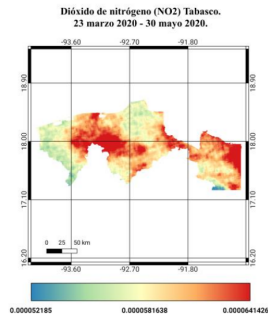 Dióxido de nitrógeno (NO2) Tabasco.
23 marzo 2020 - 30 mayo 2020.
-93.60 -92.70 -91.80
18.90 18.90
18.00 18.00
17.10 17.10
0 25 50 km
16.20 16.20
-93.60 -92.70 -91.80
0.000052185 0.0000581638 0.0000641426